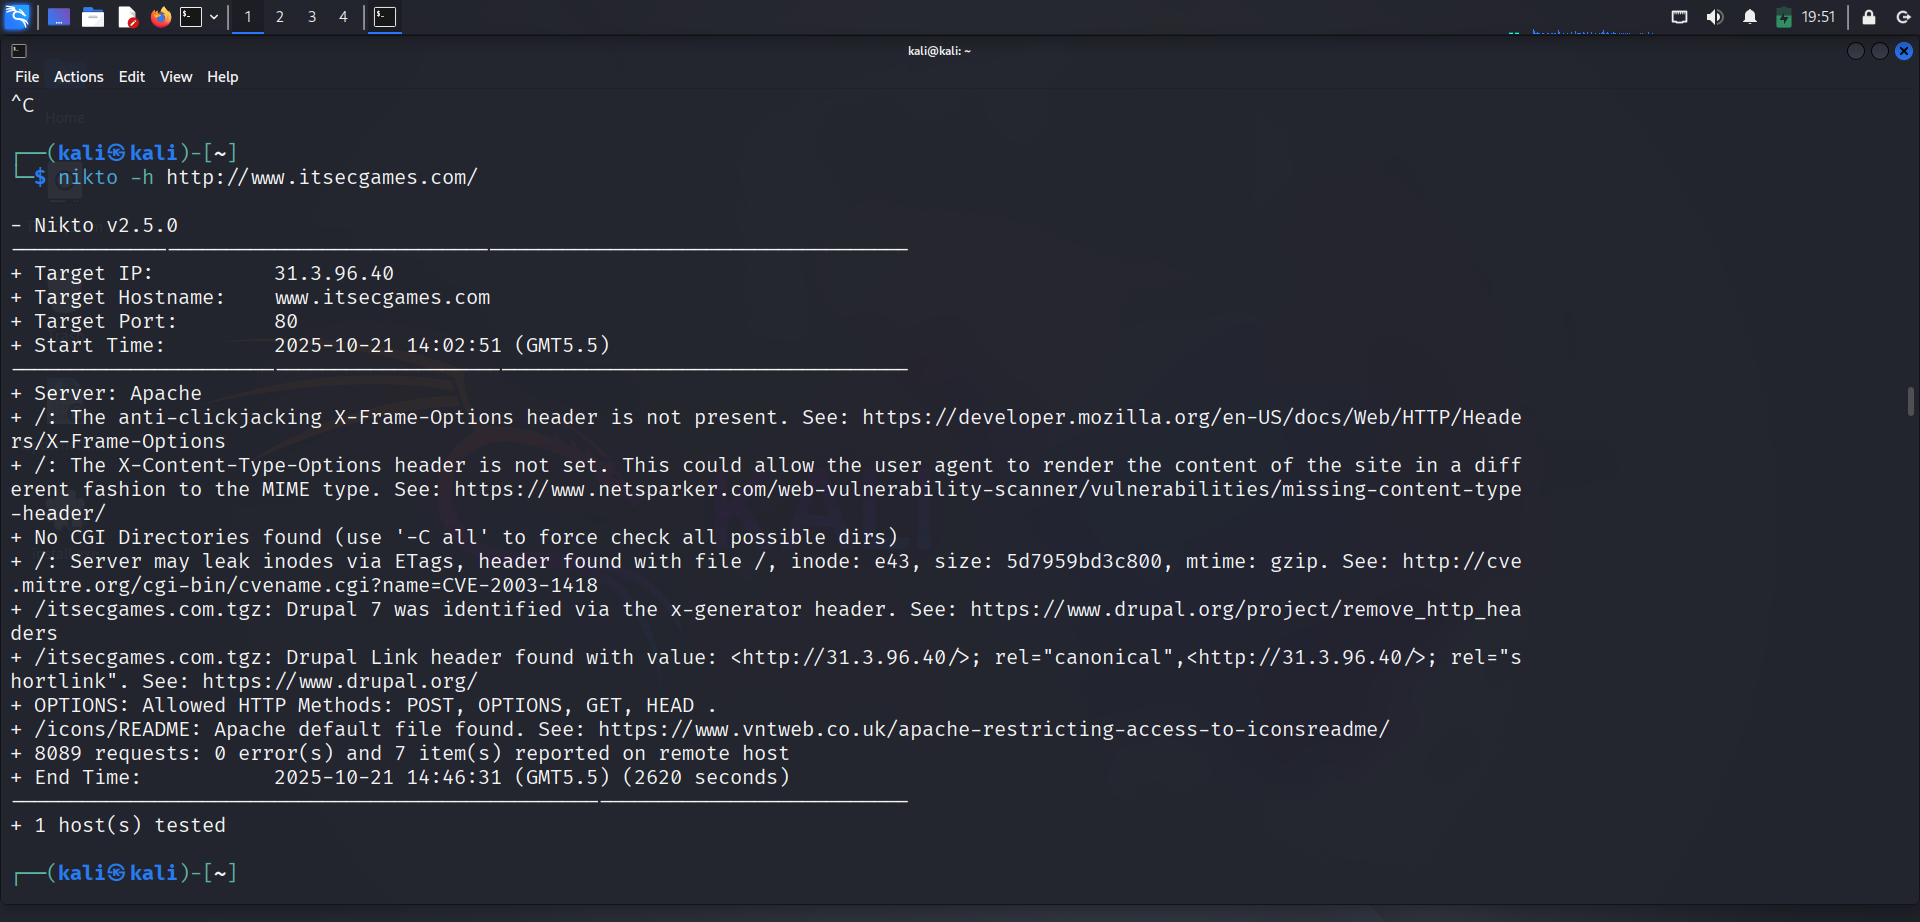 1 2 3 4 19:51
kali@kali: ~
File Actions Edit View Help
^C
Home
┌──(kali㉿kali)-[~]
└─$ nikto -h http://www.itsecgames.com/
- Nikto v2.5.0
+ Target IP: 31.3.96.40
+ Target Hostname: www.itsecgames.com
+ Target Port: 80
+ Start Time: 2025-10-21 14:02:51 (GMT5.5)
+ Server: Apache
+ /: The anti-clickjacking X-Frame-Options header is not present. See: https://developer.mozilla.org/en-US/docs/Web/HTTP/Heade
rs/X-Frame-Options
+ /: The X-Content-Type-Options header is not set. This could allow the user agent to render the content of the site in a diff
erent fashion to the MIME type. See: https://www.netsparker.com/web-vulnerability-scanner/vulnerabilities/missing-content-type
-header/
+ No CGI Directories found (use '-C all' to force check all possible dirs)
+ /: Server may leak inodes via ETags, header found with file /, inode: e43, size: 5d7959bd3c800, mtime: gzip. See: http://cve
.mitre.org/cgi-bin/cvename.cgi?name=CVE-2003-1418
+ /itsecgames.com.tgz: Drupal 7 was identified via the x-generator header. See: https://www.drupal.org/project/remove_http_hea
ders
+ /itsecgames.com.tgz: Drupal Link header found with value: <http://31.3.96.40/>; rel="canonical",<http://31.3.96.40/>; rel="s
hortlink". See: https://www.drupal.org/
+ OPTIONS: Allowed HTTP Methods: POST, OPTIONS, GET, HEAD .
+ /icons/README: Apache default file found. See: https://www.vntweb.co.uk/apache-restricting-access-to-iconsreadme/
+ 8089 requests: 0 error(s) and 7 item(s) reported on remote host
+ End Time: 2025-10-21 14:46:31 (GMT5.5) (2620 seconds)
+ 1 host(s) tested
┌──(kali㉿kali)-[~]